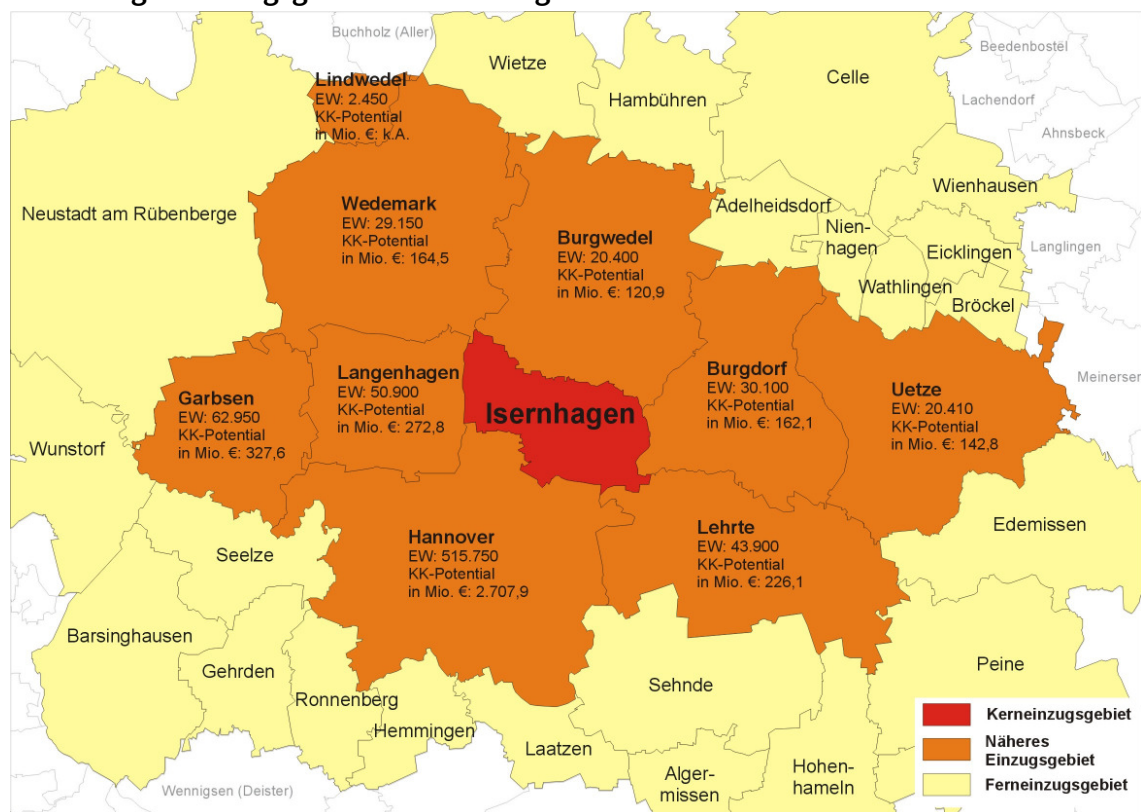 Buchholz (Aller)
Beedenbostel
Wietze
Celle
Lindwedel
EW: 2.450
KK-Potential
in Mio. €: k.A.
Hambühren
Lachendorf
Ahnsbeck
Wienhausen
Neustadt am Rübenberge
Wedemark
EW: 29.150
KK-Potential
in Mio. €: 164,5
Burgwedel
EW: 20.400
KK-Potential
in Mio. €: 120,9
Adelheidsdorf
Nien-
hagen
Eicklingen
Langlingen
Wathlingen
Bröckel
Garbsen
EW: 62.950
KK-Potential
in Mio. €: 327,6
Langenhagen
EW: 50.900
KK-Potential
in Mio. €: 272,8
Isernhagen
Burgdorf
EW: 30.100
KK-Potential
in Mio. €: 162,1
Uetze
EW: 20.410
KK-Potential
in Mio. €: 142,8
Meinersen
Wunstorf
Hannover
EW: 515.750
KK-Potential
in Mio. €: 2.707,9
Lehrte
EW: 43.900
KK-Potential
in Mio. €: 226,1
Edemissen
Seelze
Barsinghausen
Gehrden
Ronnenberg
Hemmingen
Sehnde
Peine
Laatzen
Alger-
missen
Hohen-
hameln
Wennigsen (Deister)
Kerneinzugsgebiet
Näheres
Einzugsgebiet
Ferneinzugsgebiet